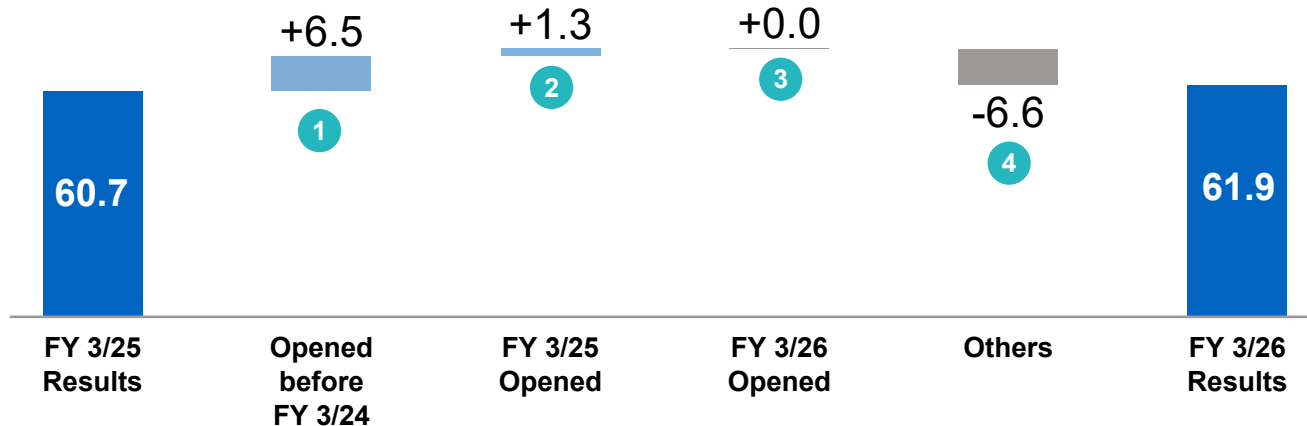 +6.5
+1.3
+0.0
1
2
3
-6.6
4
60.7
61.9
FY 3/25
Results
Opened
before
FY 3/24
FY 3/25
Opened
FY 3/26
Opened
Others
FY 3/26
Results